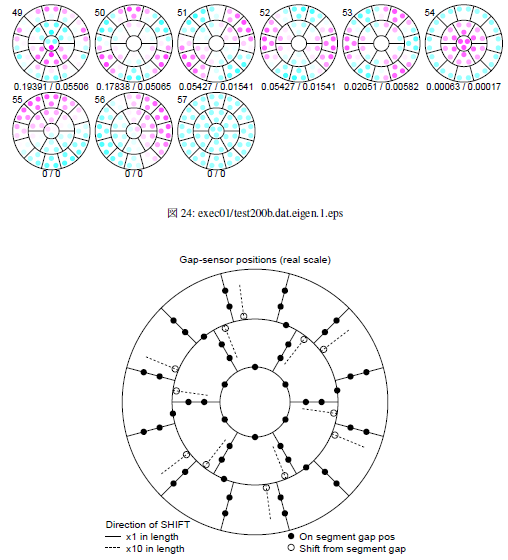 49 50 51 52 53 54
0.19391 / 0.05506 0.17838 / 0.05065 0.05427 / 0.01541 0.05427 / 0.01541 0.02051 / 0.00582 0.00063 / 0.00017
55 56 57
0 / 0 0 / 0 0 / 0
図 24: exec01/test200b.dat.eigen.1.eps
Gap-sensor positions (real scale)
Direction of SHIFT
x1 in length
x10 in length
On segment gap pos
Shift from segment gap